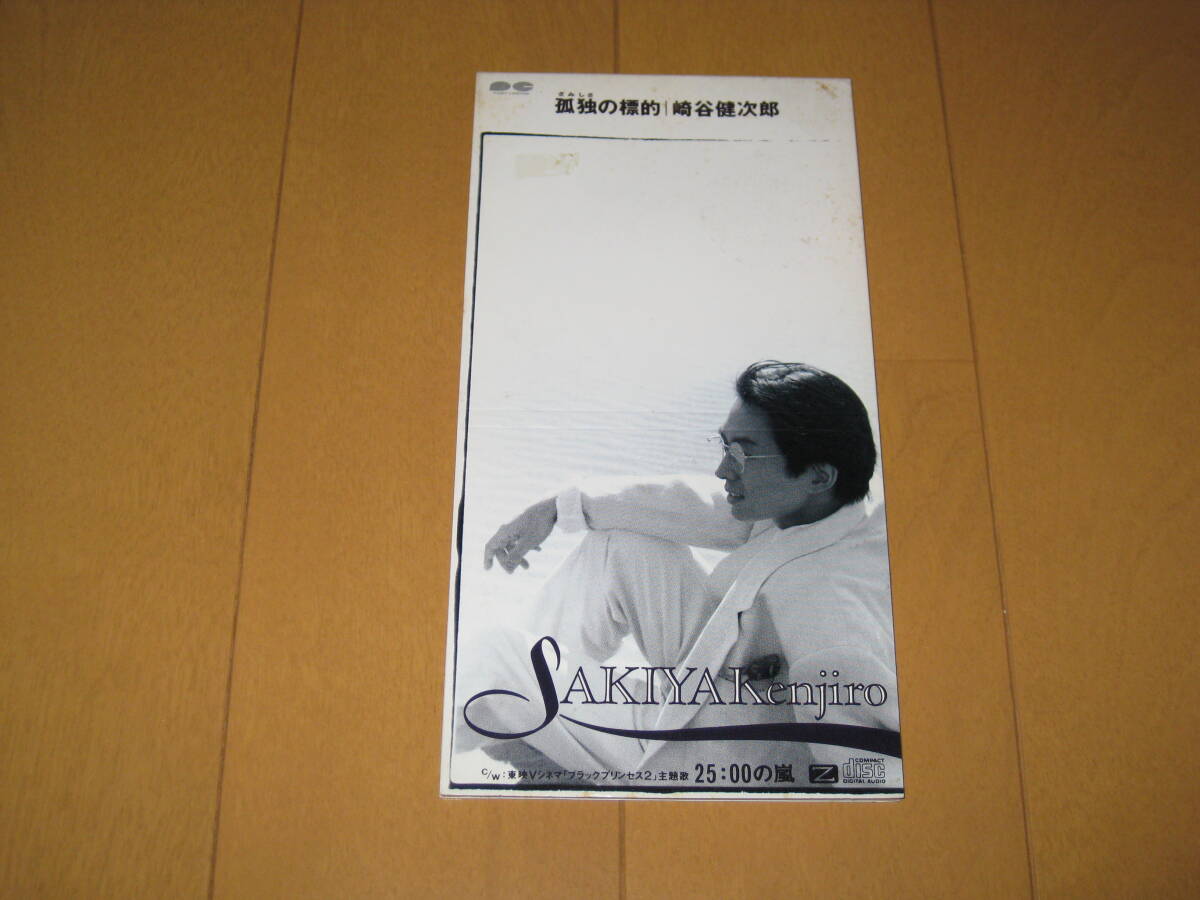 PONY CANYON
さみしさ
孤独の標的|崎谷健次郎
SAKIYA Kenjiro
c/w:東映Vシネマ「ブラックプリンセス2」主題歌 25:00の嵐
COMPACT
disc
DIGITAL AUDIO